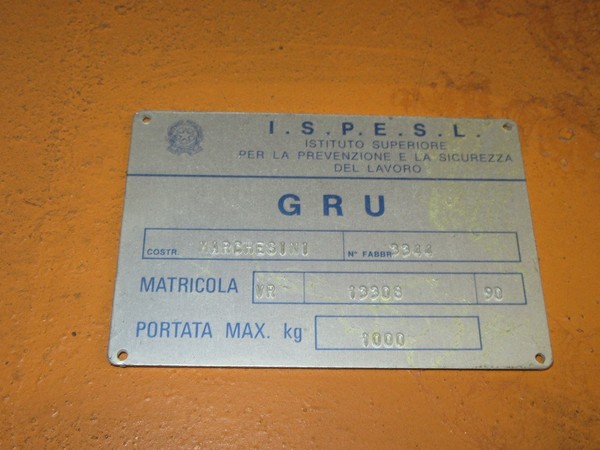 I.S.P.E.S.L.
ISTITUTO SUPERIORE
PER LA PREVENZIONE E LA SICUREZZA
DEL LAVORO
GRU
COSTR. MARCHESINI N° FABBR. 3344
MATRICOLA VR 19308 90
PORTATA MAX. kg 1000